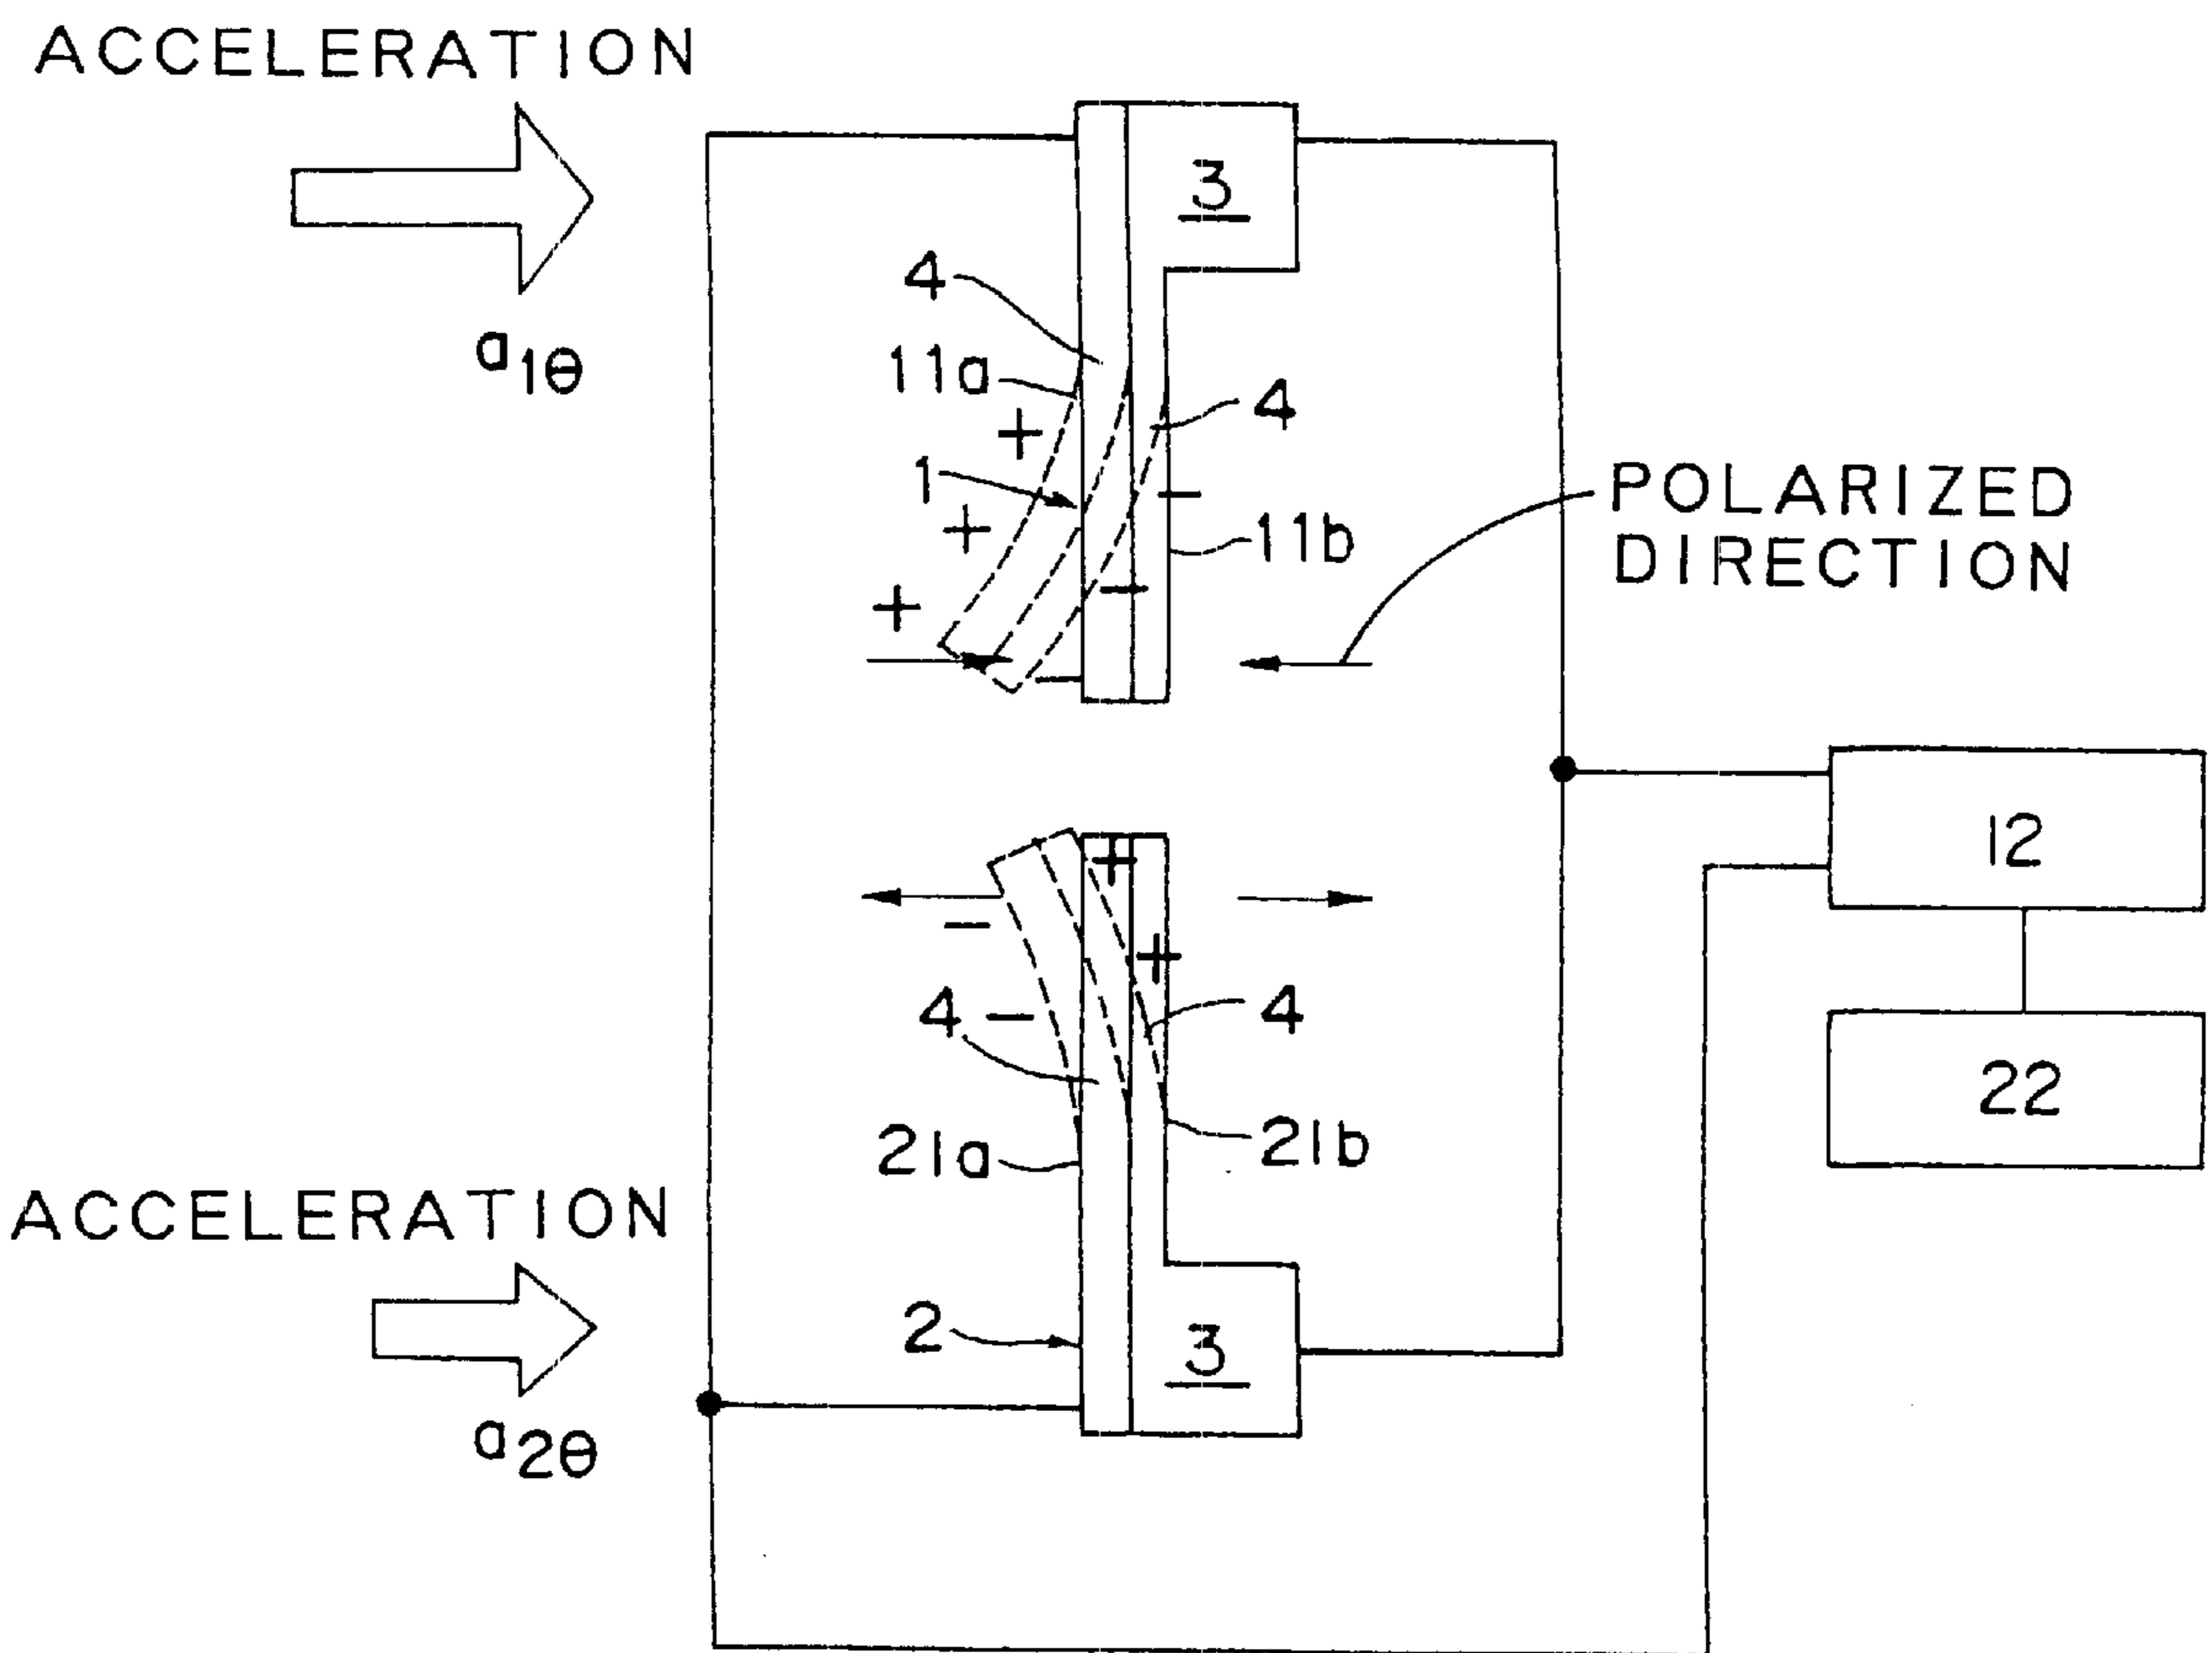 ACCELERATION
a1θ
3
4
11a
+
4
1
−
+
11b
POLARIZED
DIRECTION
+
−
−
12
+
−
+
4
−
4
22
21a
21b
ACCELERATION
2
3
a2θ